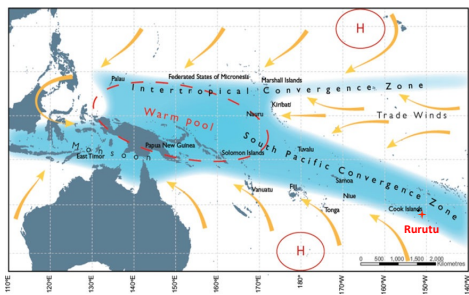 H
Palau
Federated States of Micronesia
Marshall Islands
Intertropical Convergence Zone
Kiribati
Warm pool
Nauru
Trade Winds
Monsoon
East Timor
Papua New Guinea
Solomon Islands
South Pacific Convergence Zone
Tuvalu
Samoa
Vanuatu
Fiji
Niue
Tonga
Cook Islands
Rurutu
H
0 500 1,000 1,500 2,000
Kilometres
110°E 120°E 130°E 140°E 150°E 160°E 170°E 180° 170°W 160°W 150°W 140°W